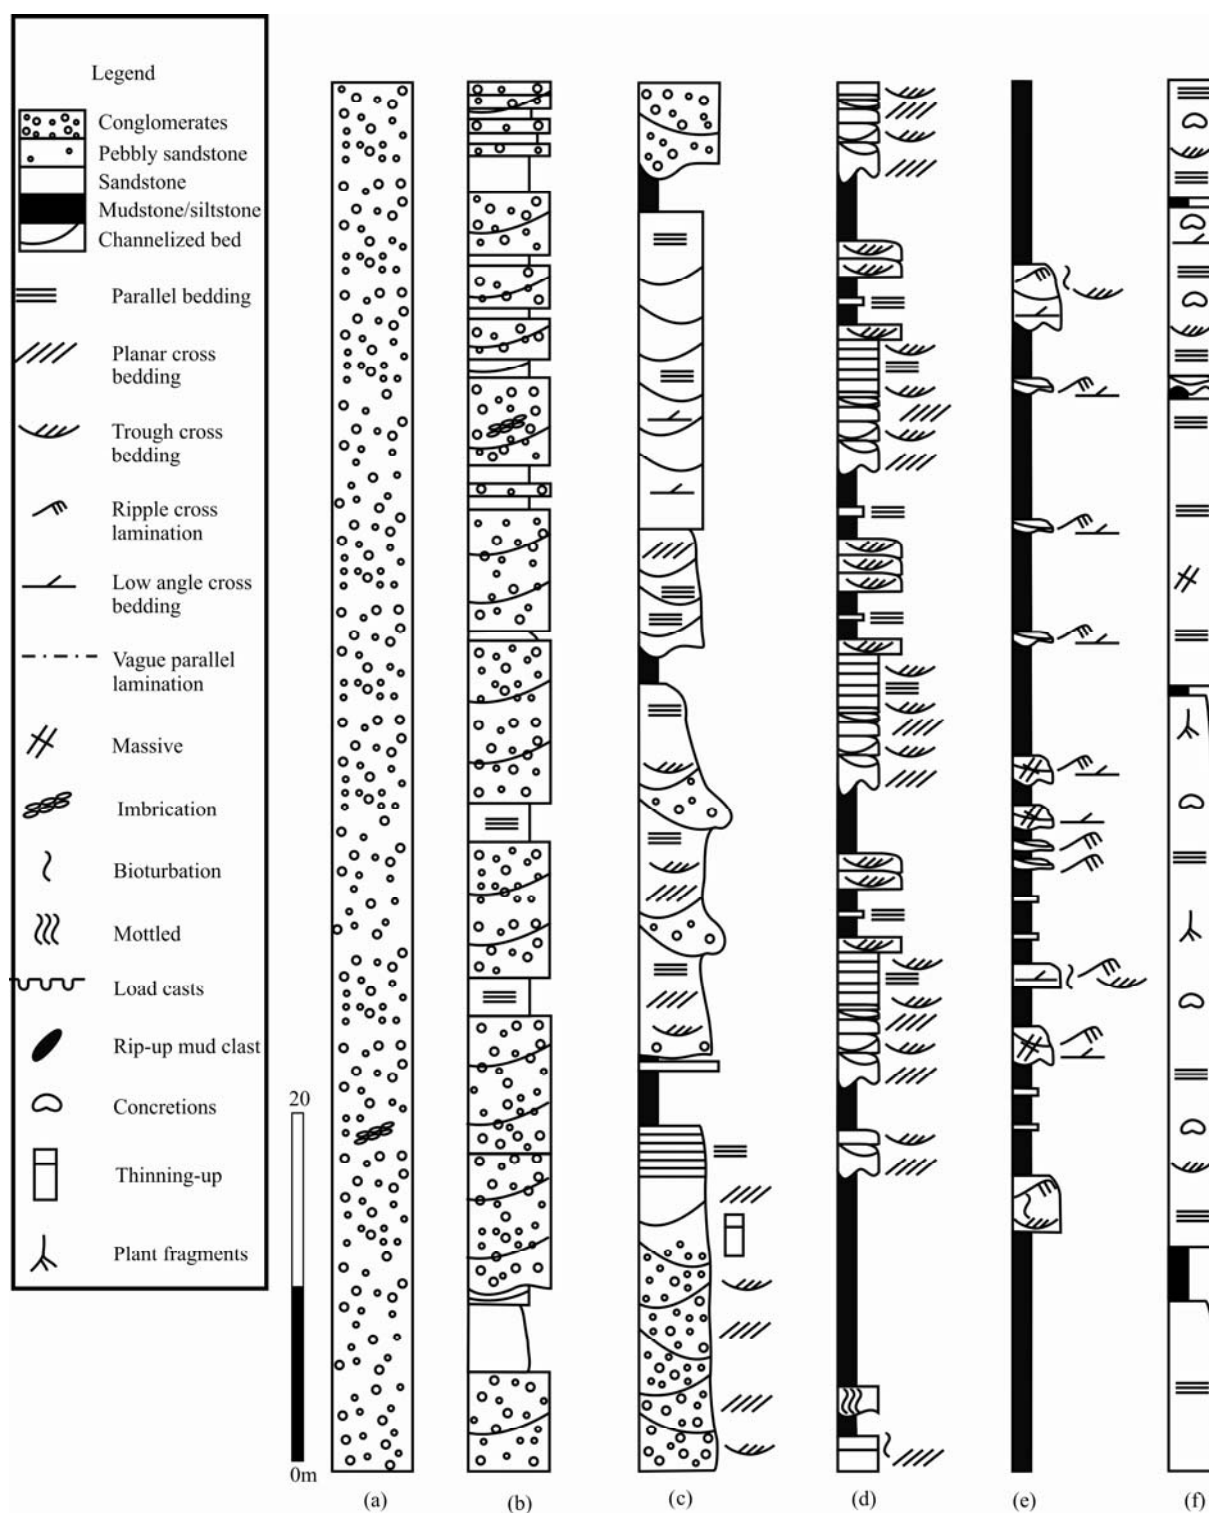 Legend
Conglomerates
Pebbly sandstone
Sandstone
Mudstone/siltstone
Channelized bed
Parallel bedding
Planar cross
bedding
Trough cross
bedding
Ripple cross
lamination
Low angle cross
bedding
Vague parallel
lamination
Massive
Imbrication
Bioturbation
Mottled
Load casts
Rip-up mud clast
Concretions
Thinning-up
Plant fragments
20
0m
(a)
(b)
(c)
(d)
(e)
(f)